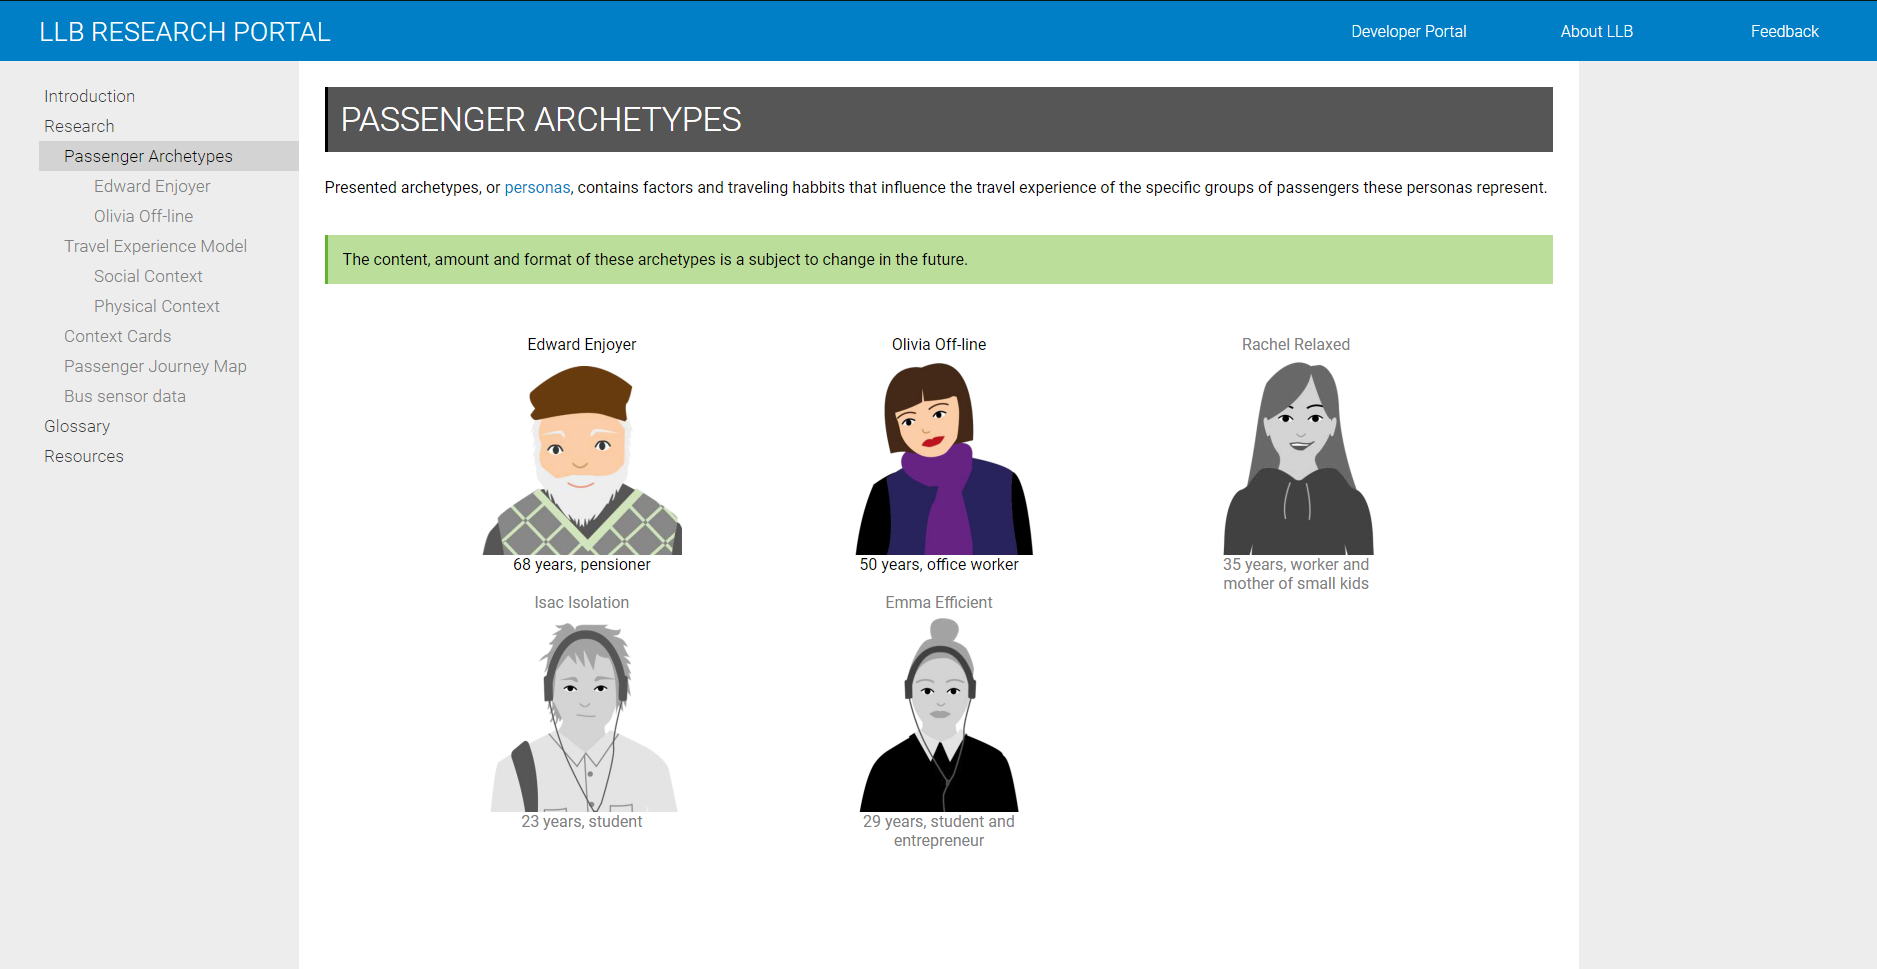 LLB RESEARCH PORTAL
Developer Portal
About LLB
Feedback
Introduction
Research
Passenger Archetypes
Edward Enjoyer
Olivia Off-line
Travel Experience Model
Social Context
Physical Context
Context Cards
Passenger Journey Map
Bus sensor data
Glossary
Resources
PASSENGER ARCHETYPES
Presented archetypes, or personas, contains factors and traveling habbits that influence the travel experience of the specific groups of passengers these personas represent.
The content, amount and format of these archetypes is a subject to change in the future.
Edward Enjoyer
68 years, pensioner
Olivia Off-line
50 years, office worker
Rachel Relaxed
35 years, worker and
mother of small kids
Isac Isolation
23 years, student
Emma Efficient
29 years, student and
entrepreneur